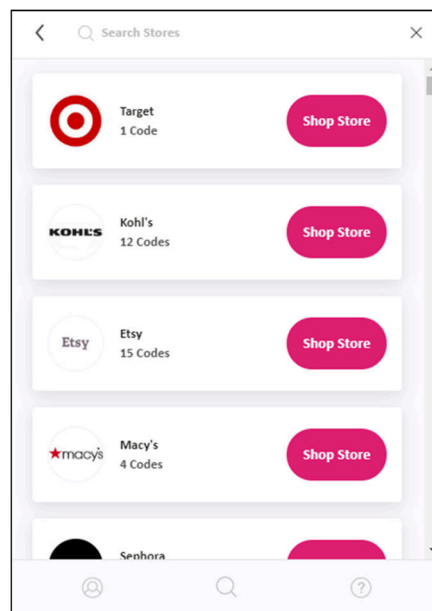 Search Stores
Target
1 Code
Shop Store
KOHL'S
Kohl's
12 Codes
Shop Store
Etsy
Etsy
15 Codes
Shop Store
★macy's
Macy's
4 Codes
Shop Store
Sephora